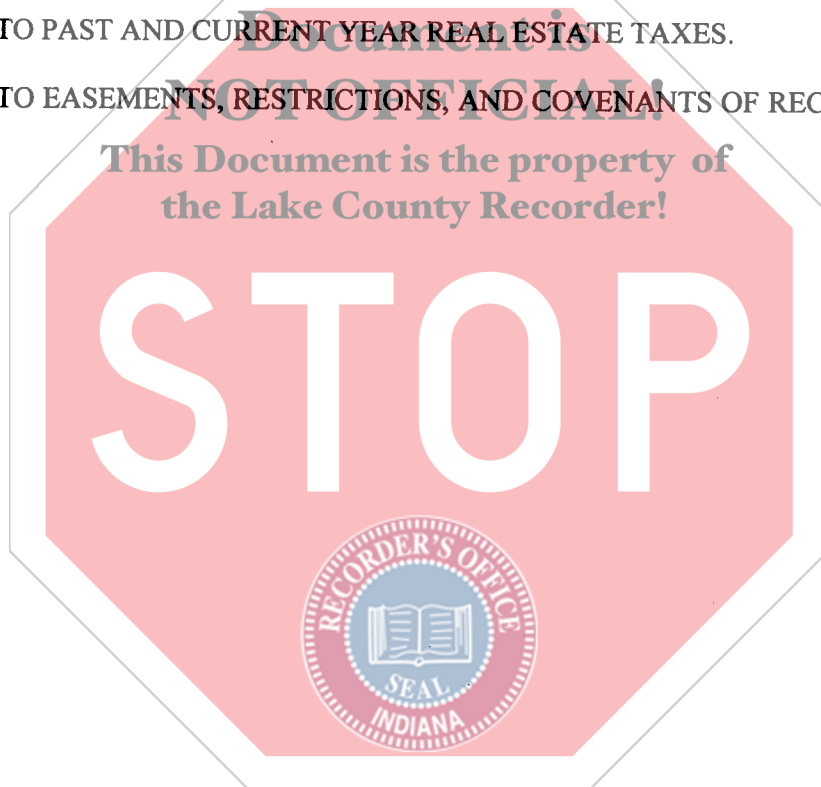 TO PAST AND CURRENT YEAR REAL ESTATE TAXES.
Document is
TO EASEMENTS, RESTRICTIONS, AND COVENANTS OF REC
NOT OFFICIAL!
This Document is the property of
the Lake County Recorder!
STOP
RECORDER'S OFFICE
SEAL
INDIANA